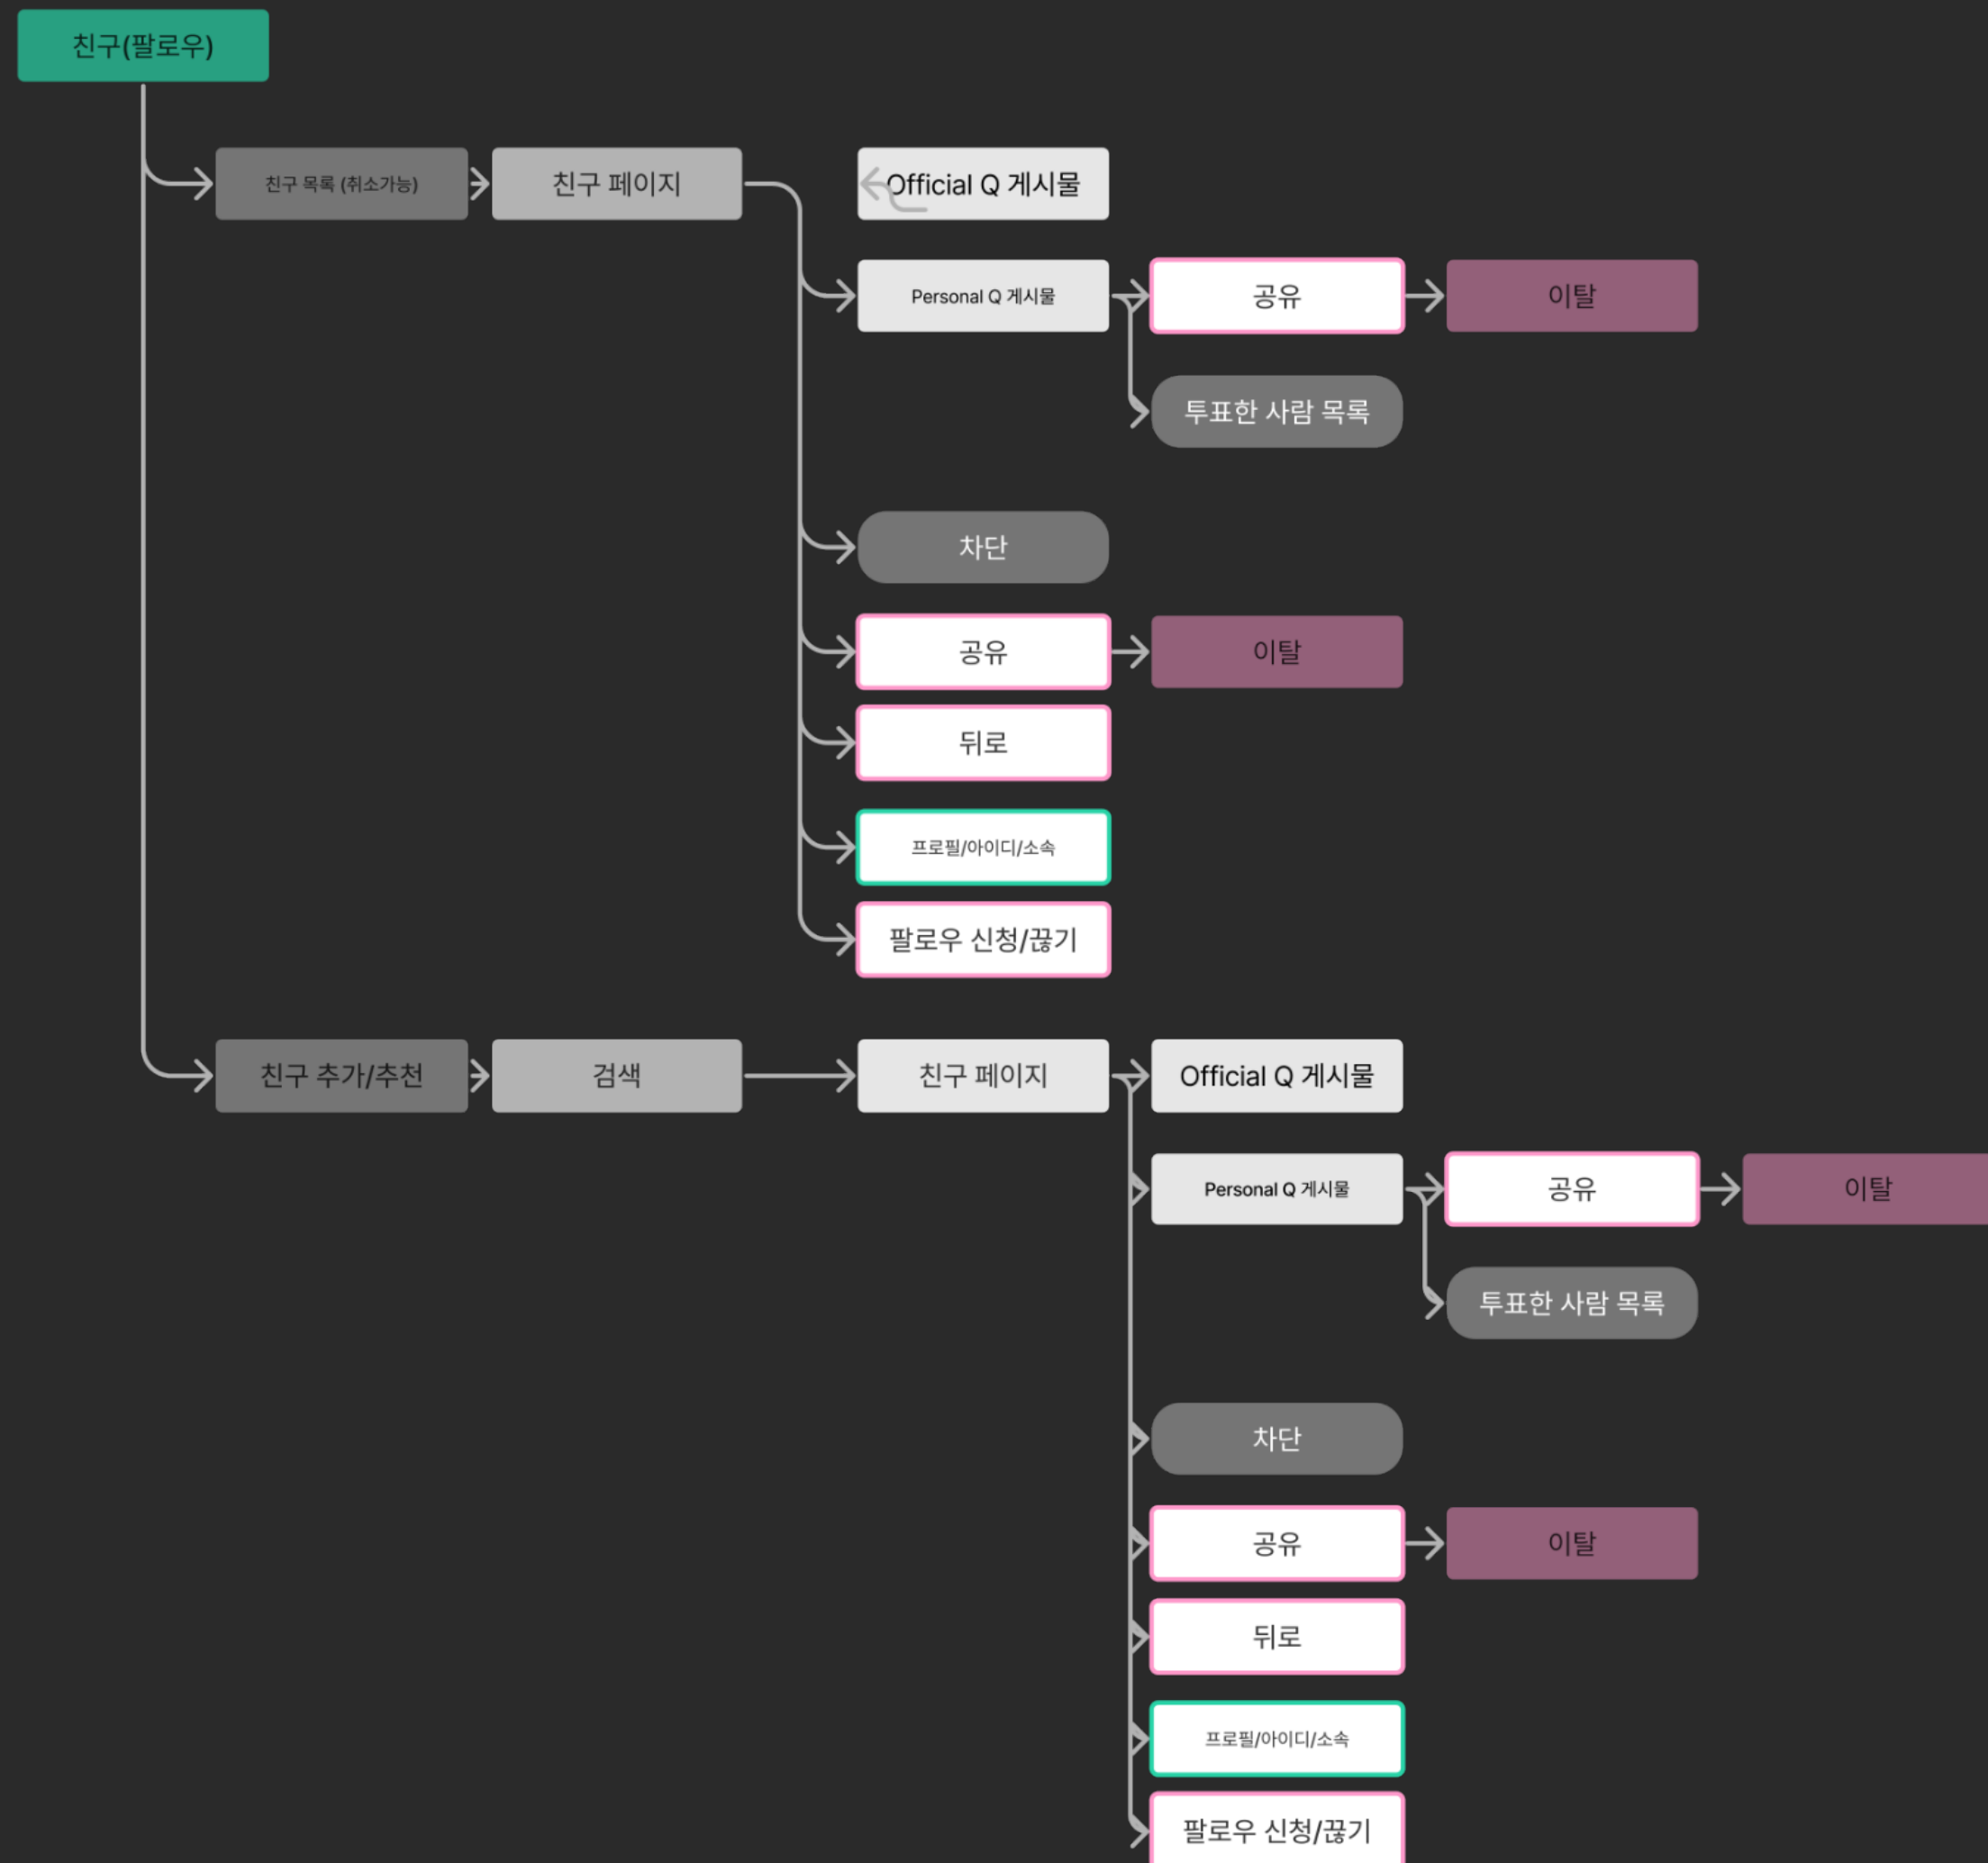 친구(팔로우)
친구 목록 (취소가능)
친구 페이지
Official Q 게시물
Personal Q 게시물
공유
이탈
투표한 사람 목록
차단
공유
이탈
뒤로
프로필/아이디/소속
팔로우 신청/끊기
친구 추가/추천
검색
친구 페이지
Official Q 게시물
Personal Q 게시물
공유
이탈
투표한 사람 목록
차단
공유
이탈
뒤로
프로필/아이디/소속
팔로우 신청/끊기